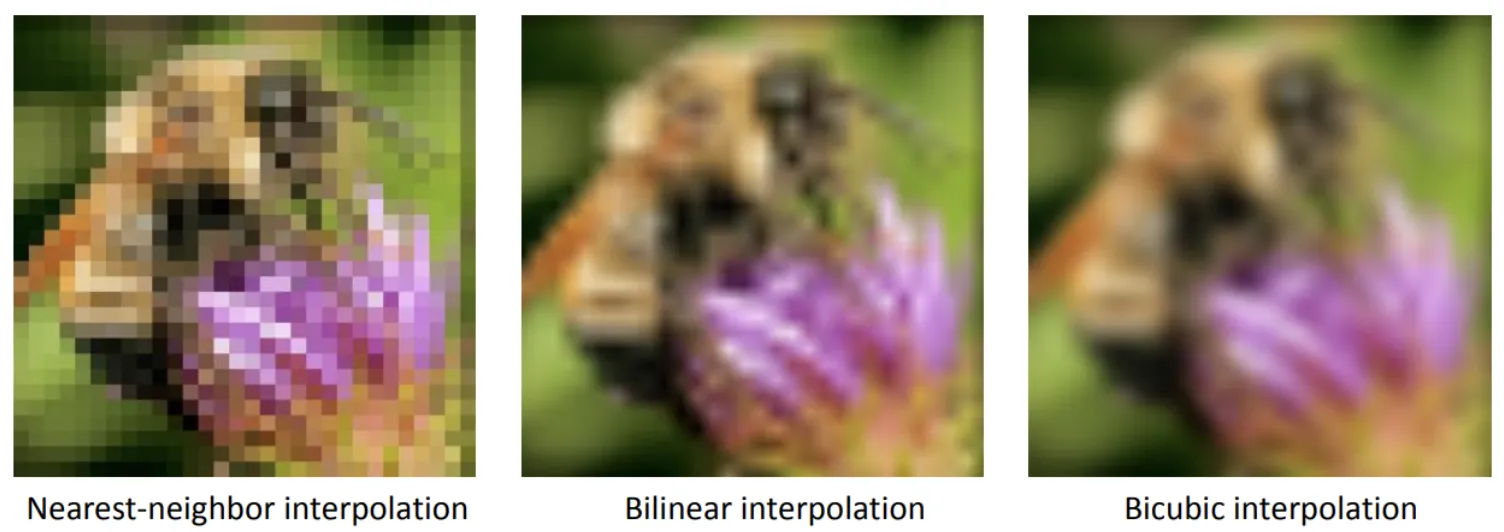 Nearest-neighbor interpolation
Bilinear interpolation
Bicubic interpolation